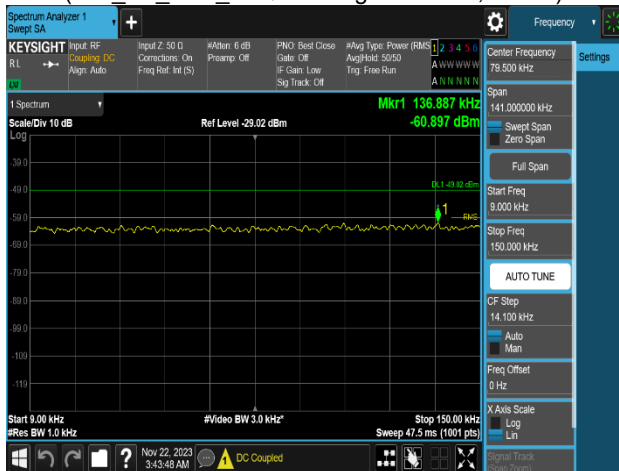 Spectrum Analyzer 1
Swept SA
Frequency
Settings
KEYSIGHT
RL
Input: RF
Coupling: DC
Align: Auto
Input Z: 50 Ω
Corrections: On
Freq Ref: Int (S)
#Atten: 6 dB
Preamp: Off
PNO: Best Close
Gate: Off
IF Gain: Low
Sig Track: Off
#Avg Type: Power (RMS
Avg|Hold: 50/50
Trig: Free Run
1 2 3 4 5 6
A W W W W W
A N N N N N
1 Spectrum
Scale/Div 10 dB
Log
Ref Level -29.02 dBm
Mkr1 136.887 kHz
-60.897 dBm
-39.0
-49.0
-59.0
-69.0
-79.0
-89.0
-99.0
-109
-119
DL1 -49.02 dBm
1
RMS
Start 9.00 kHz
#Res BW 1.0 kHz
#Video BW 3.0 kHz*
Stop 150.00 kHz
Sweep 47.5 ms (1001 pts)
Center Frequency
79.500 kHz
Span
141.000000 kHz
Swept Span
Zero Span
Full Span
Start Freq
9.000 kHz
Stop Freq
150.000 kHz
AUTO TUNE
CF Step
14.100 kHz
Auto
Man
Freq Offset
0 Hz
X Axis Scale
Log
Lin
Signal Track
(Span Zoom)
?
Nov 22, 2023
3:43:48 AM
DC Coupled